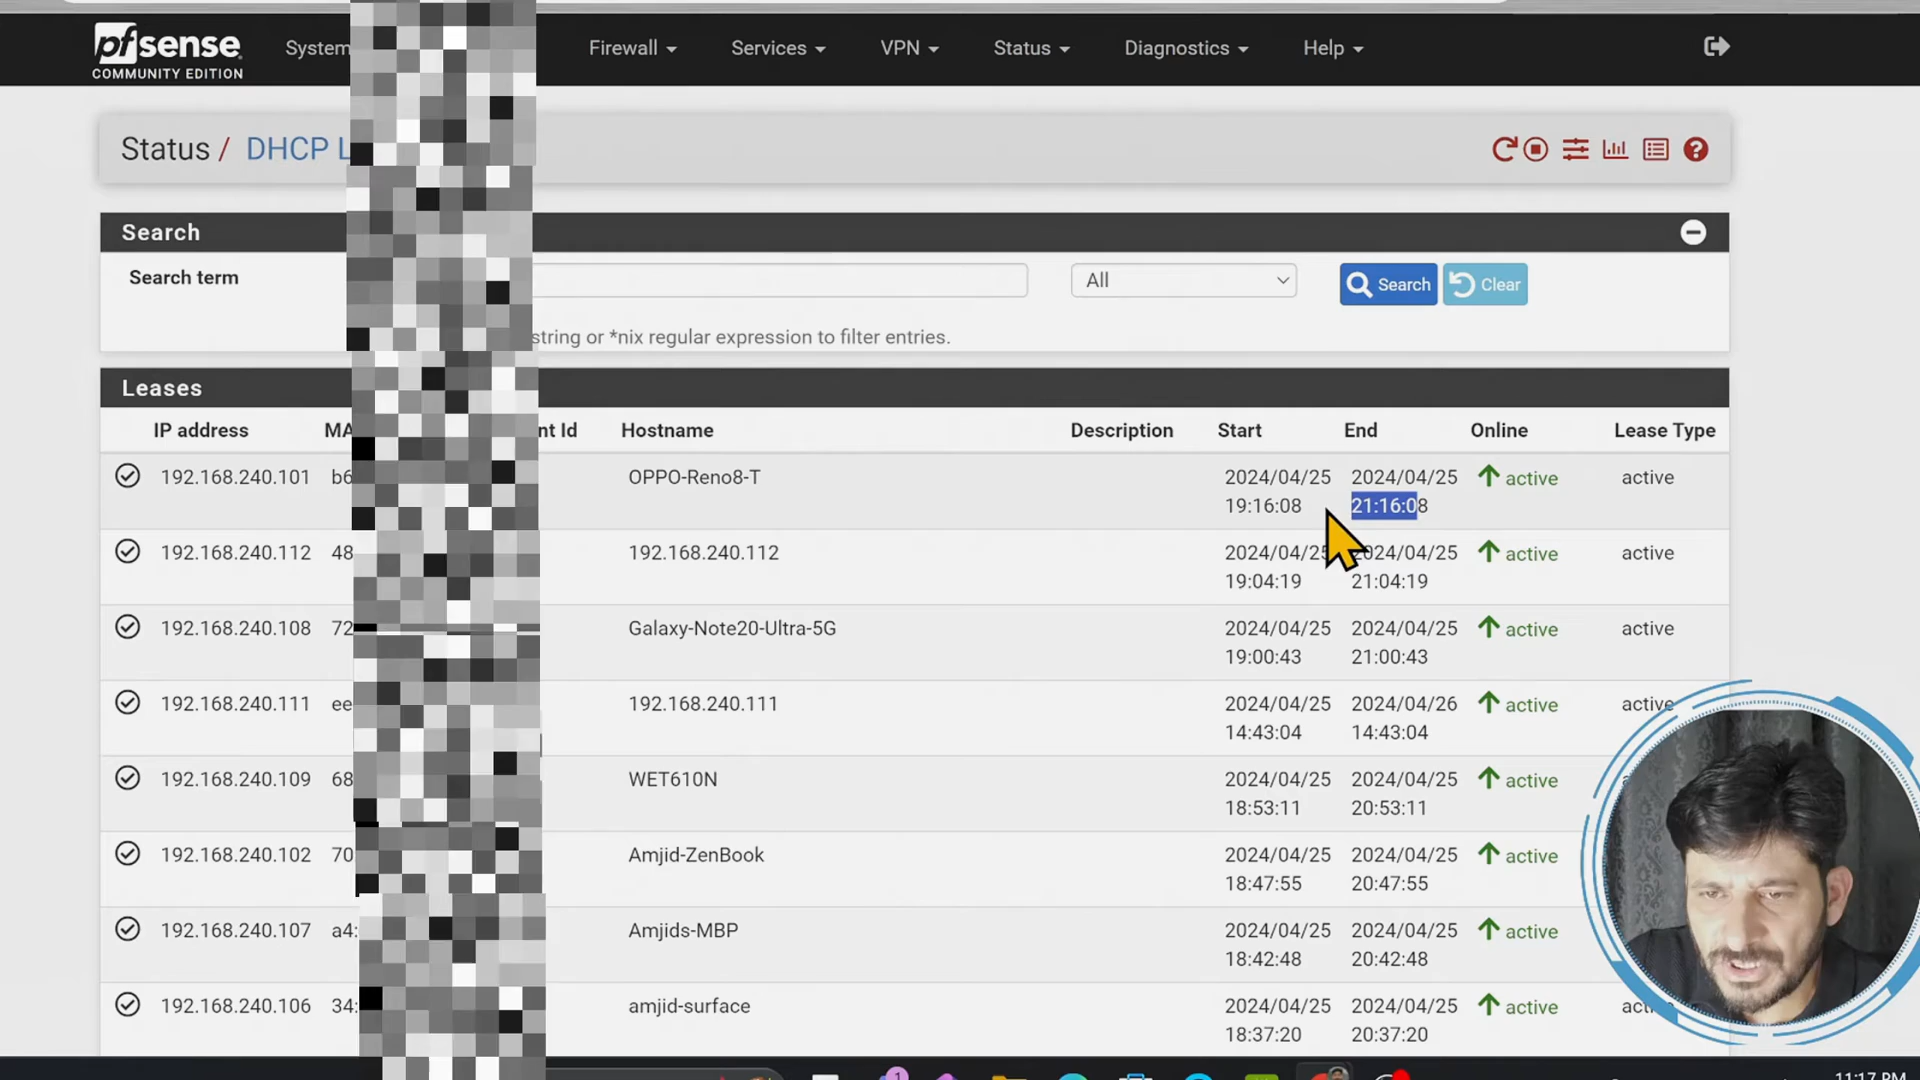 pfsense
COMMUNITY EDITION
System Firewall Services VPN Status Diagnostics Help
Status / DHCP L
Search
Search term All Search Clear
string or *nix regular expression to filter entries.
Leases
IP address MA nt Id Hostname Description Start End Online Lease Type
192.168.240.101 b6 OPPO-Reno8-T 2024/04/25 2024/04/25 active active
19:16:08 21:16:08
192.168.240.112 48 192.168.240.112 2024/04/25 2024/04/25 active active
19:04:19 21:04:19
192.168.240.108 72 Galaxy-Note20-Ultra-5G 2024/04/25 2024/04/25 active active
19:00:43 21:00:43
192.168.240.111 ee 192.168.240.111 2024/04/25 2024/04/26 active active
14:43:04 14:43:04
192.168.240.109 68 WET610N 2024/04/25 2024/04/25 active
18:53:11 20:53:11
192.168.240.102 70 Amjid-ZenBook 2024/04/25 2024/04/25 active
18:47:55 20:47:55
192.168.240.107 a4: Amjids-MBP 2024/04/25 2024/04/25 active
18:42:48 20:42:48
192.168.240.106 34: amjid-surface 2024/04/25 2024/04/25 active
18:37:20 20:37:20
1
11:17 PM